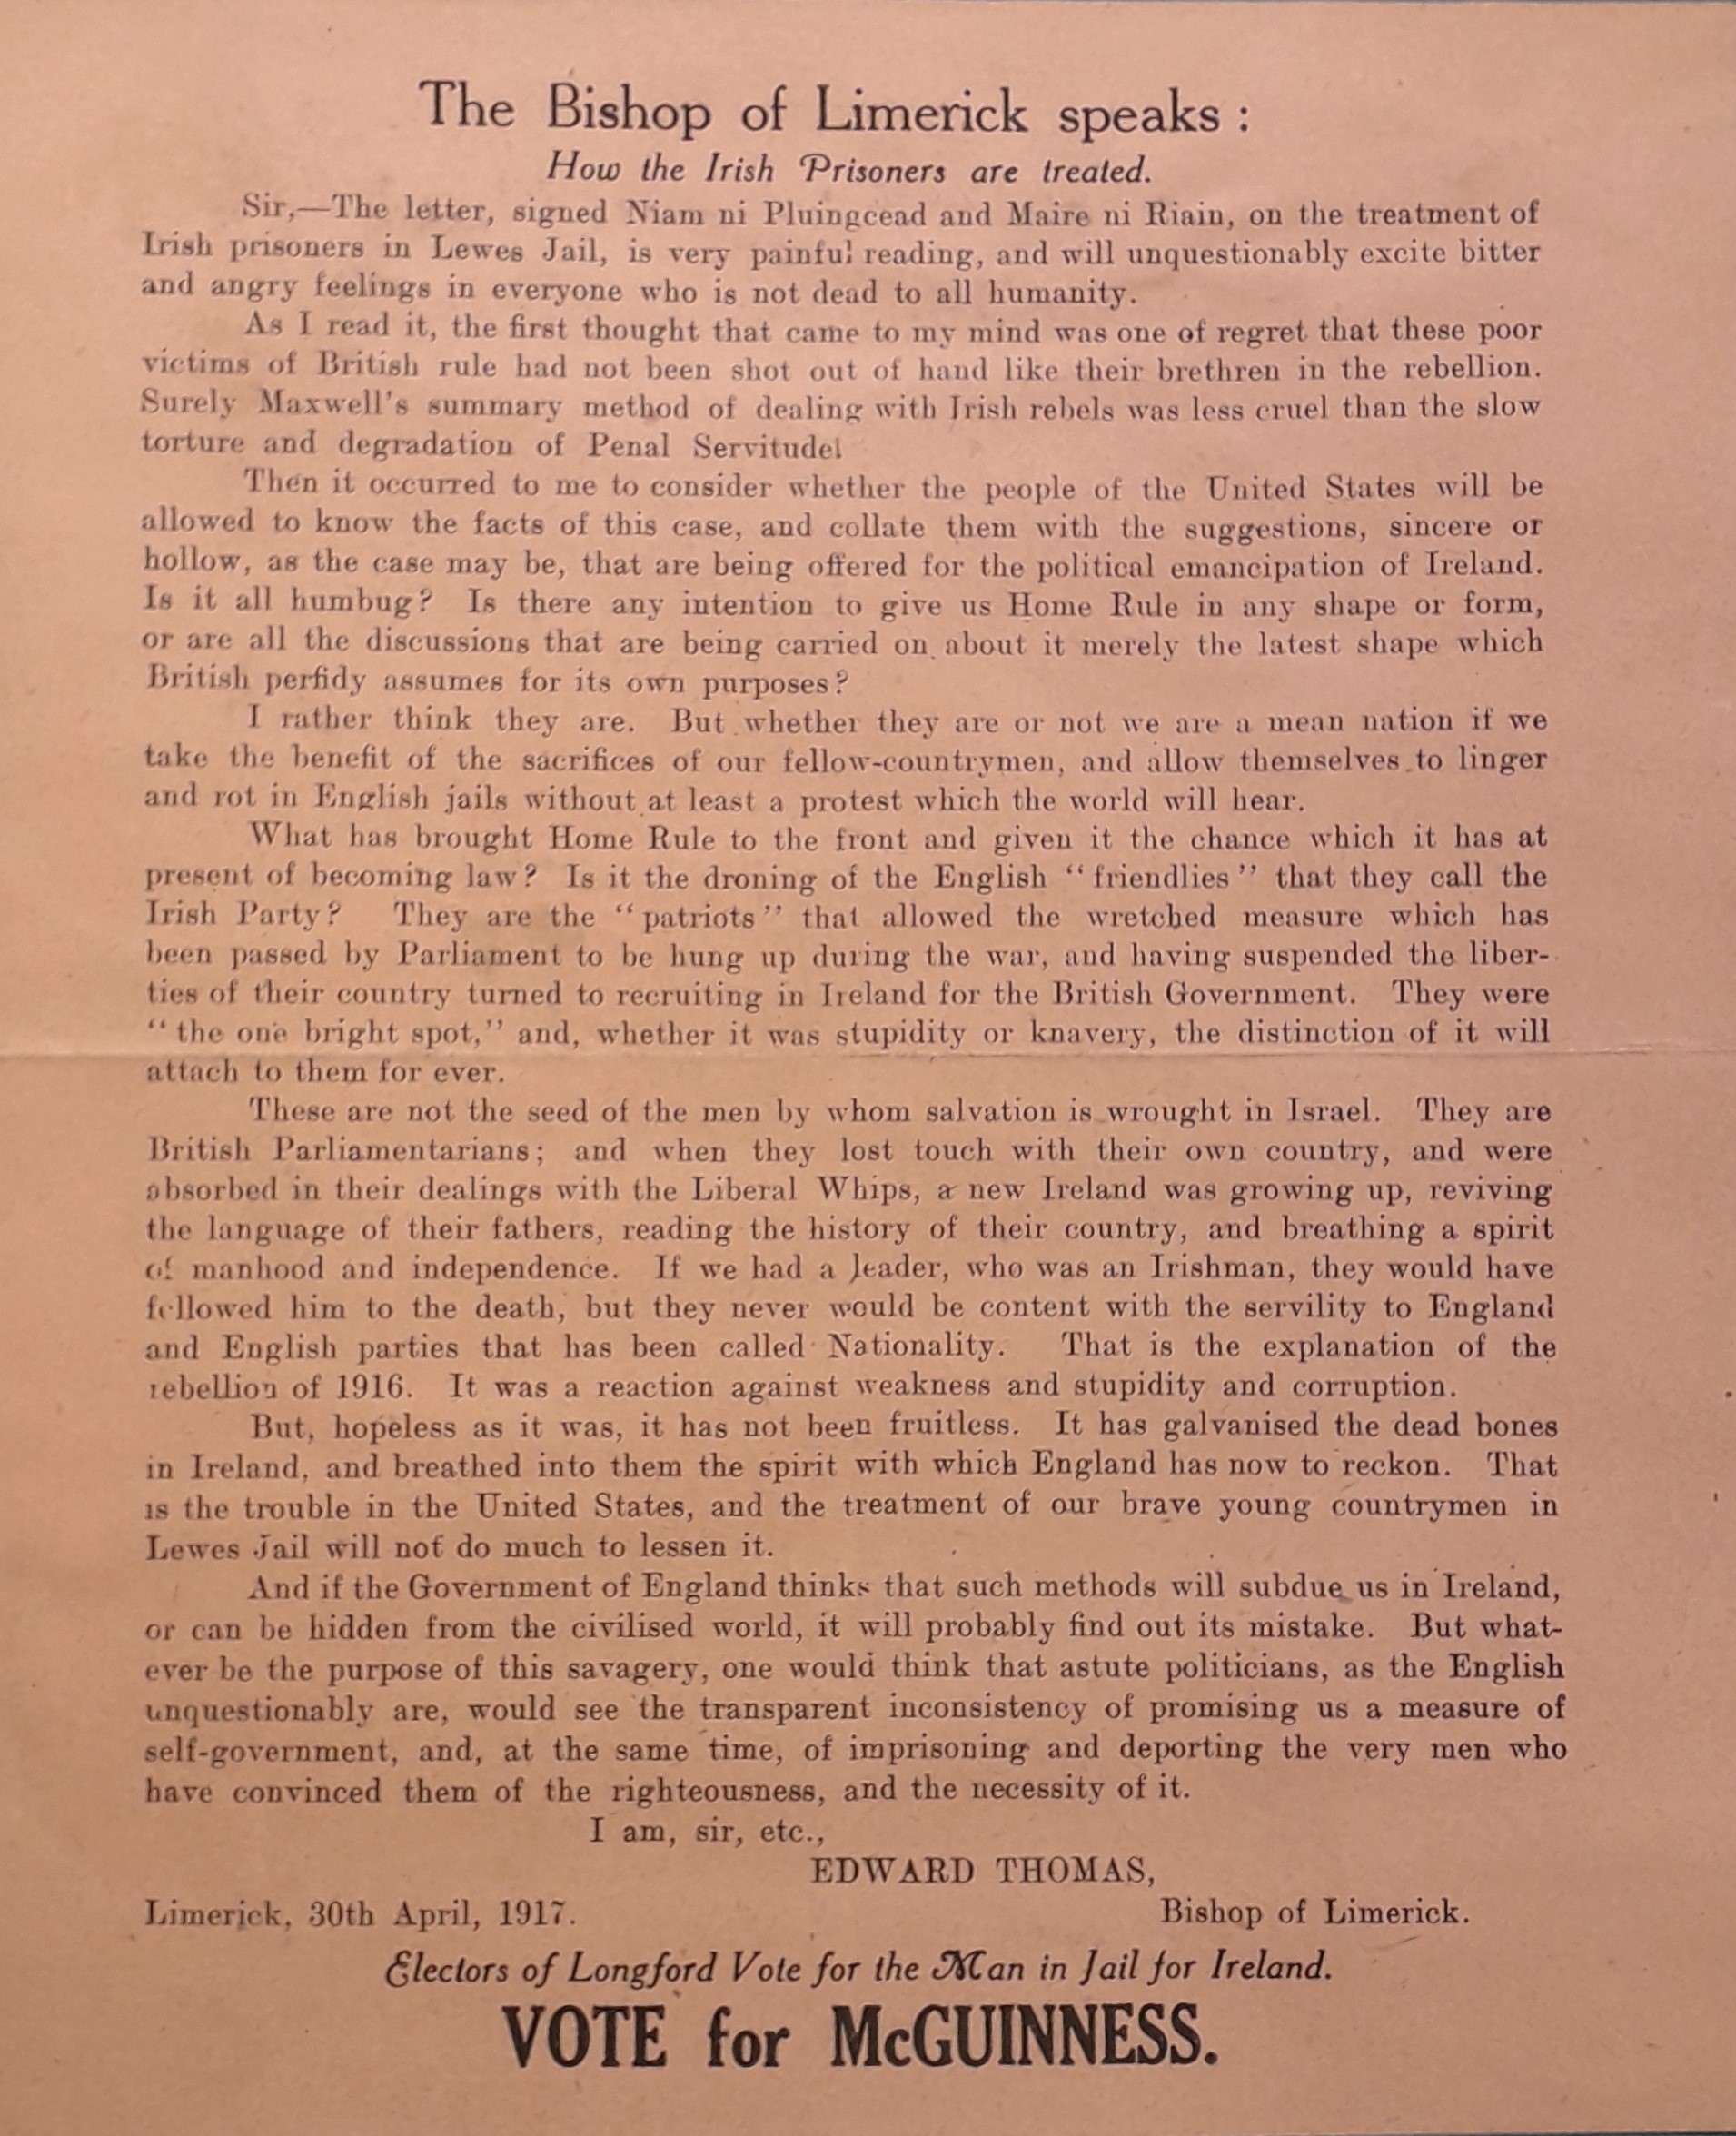 The Bishop of Limerick speaks :
How the Irish Prisoners are treated.
Sir,—The letter, signed Niam ni Pluingcead and Maire ni Riain, on the treatment of
Irish prisoners in Lewes Jail, is very painful reading, and will unquestionably excite bitter
and angry feelings in everyone who is not dead to all humanity.
As I read it, the first thought that came to my mind was one of regret that these poor
victims of British rule had not been shot out of hand like their brethren in the rebellion.
Surely Maxwell's summary method of dealing with Irish rebels was less cruel than the slow
torture and degradation of Penal Servitude!
Then it occurred to me to consider whether the people of the United States will be
allowed to know the facts of this case, and collate them with the suggestions, sincere or
hollow, as the case may be, that are being offered for the political emancipation of Ireland.
Is it all humbug? Is there any intention to give us Home Rule in any shape or form,
or are all the discussions that are being carried on about it merely the latest shape which
British perfidy assumes for its own purposes?
I rather think they are. But whether they are or not we are a mean nation if we
take the benefit of the sacrifices of our fellow-countrymen, and allow themselves to linger
and rot in English jails without at least a protest which the world will hear.
What has brought Home Rule to the front and given it the chance which it has at
present of becoming law? Is it the droning of the English "friendlies" that they call the
Irish Party? They are the "patriots" that allowed the wretched measure which has
been passed by Parliament to be hung up during the war, and having suspended the liber-
ties of their country turned to recruiting in Ireland for the British Government. They were
"the one bright spot," and, whether it was stupidity or knavery, the distinction of it will
attach to them for ever.
These are not the seed of the men by whom salvation is wrought in Israel. They are
British Parliamentarians; and when they lost touch with their own country, and were
absorbed in their dealings with the Liberal Whips, a new Ireland was growing up, reviving
the language of their fathers, reading the history of their country, and breathing a spirit
of manhood and independence. If we had a leader, who was an Irishman, they would have
followed him to the death, but they never would be content with the servility to England
and English parties that has been called Nationality. That is the explanation of the
rebellion of 1916. It was a reaction against weakness and stupidity and corruption.
But, hopeless as it was, it has not been fruitless. It has galvanised the dead bones
in Ireland, and breathed into them the spirit with which England has now to reckon. That
is the trouble in the United States, and the treatment of our brave young countrymen in
Lewes Jail will not do much to lessen it.
And if the Government of England thinks that such methods will subdue us in Ireland,
or can be hidden from the civilised world, it will probably find out its mistake. But what-
ever be the purpose of this savagery, one would think that astute politicians, as the English
unquestionably are, would see the transparent inconsistency of promising us a measure of
self-government, and, at the same time, of imprisoning and deporting the very men who
have convinced them of the righteousness, and the necessity of it.
I am, sir, etc.,
EDWARD THOMAS,
Limerick, 30th April, 1917. Bishop of Limerick.
Electors of Longford Vote for the Man in Jail for Ireland.
VOTE for McGUINNESS.